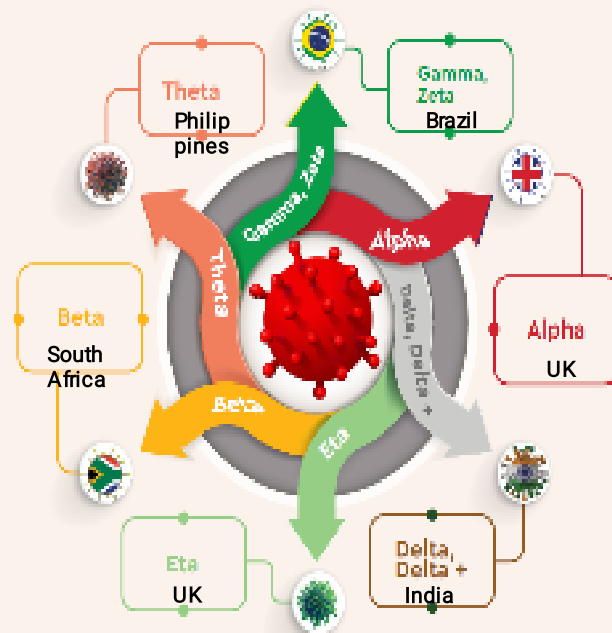 Gamma,
Zeta
Brazil
Theta
Philip
pines
Gamma, Zeta
Alpha
Theta
Delta, Delta +
Beta
South
Africa
Alpha
UK
Beta
Eta
Eta
UK
Delta,
Delta +
India